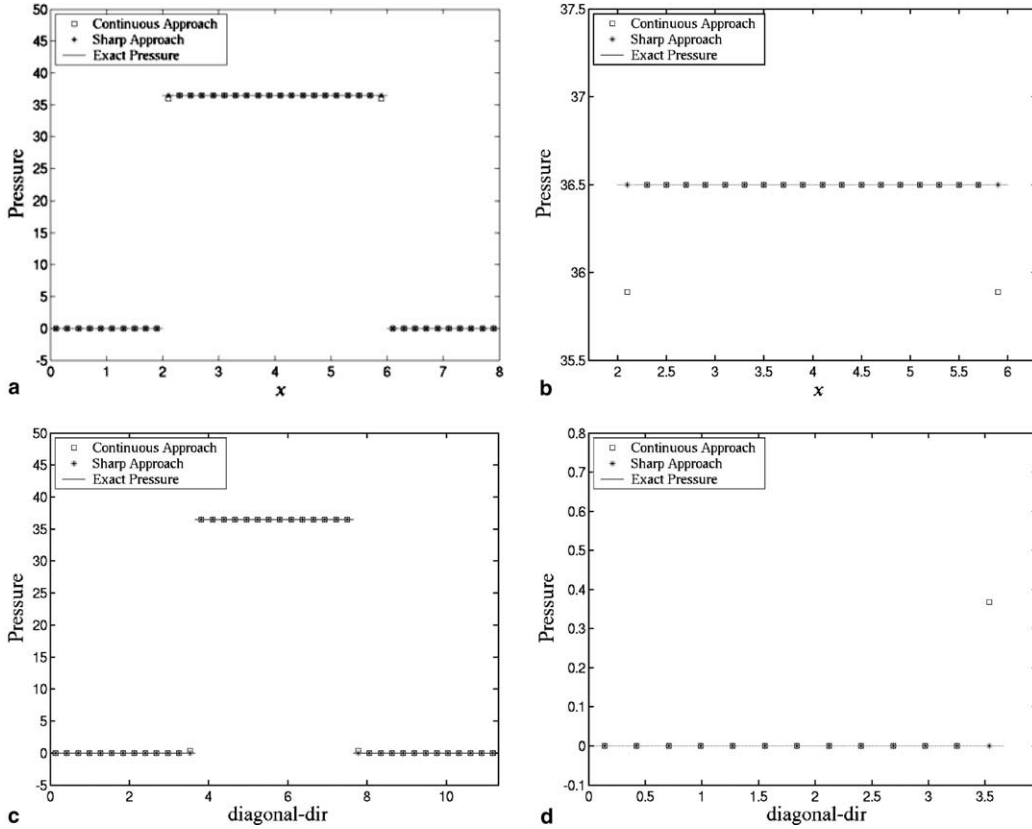 50
45
40
35
30
25
20
15
10
5
0
-5
Pressure
Continuous Approach
Sharp Approach
Exact Pressure
0 1 2 3 4 5 6 7 8
x
a
37.5
37
36.5
36
35.5
Pressure
Continuous Approach
Sharp Approach
Exact Pressure
2 2.5 3 3.5 4 4.5 5 5.5 6
x
b
50
45
40
35
30
25
20
15
10
5
0
-5
Pressure
Continuous Approach
Sharp Approach
Exact Pressure
0 2 4 6 8 10
diagonal-dir
c
0.8
0.7
0.6
0.5
0.4
0.3
0.2
0.1
0
-0.1
Pressure
Continuous Approach
Sharp Approach
Exact Pressure
0 0.5 1 1.5 2 2.5 3 3.5
diagonal-dir
d